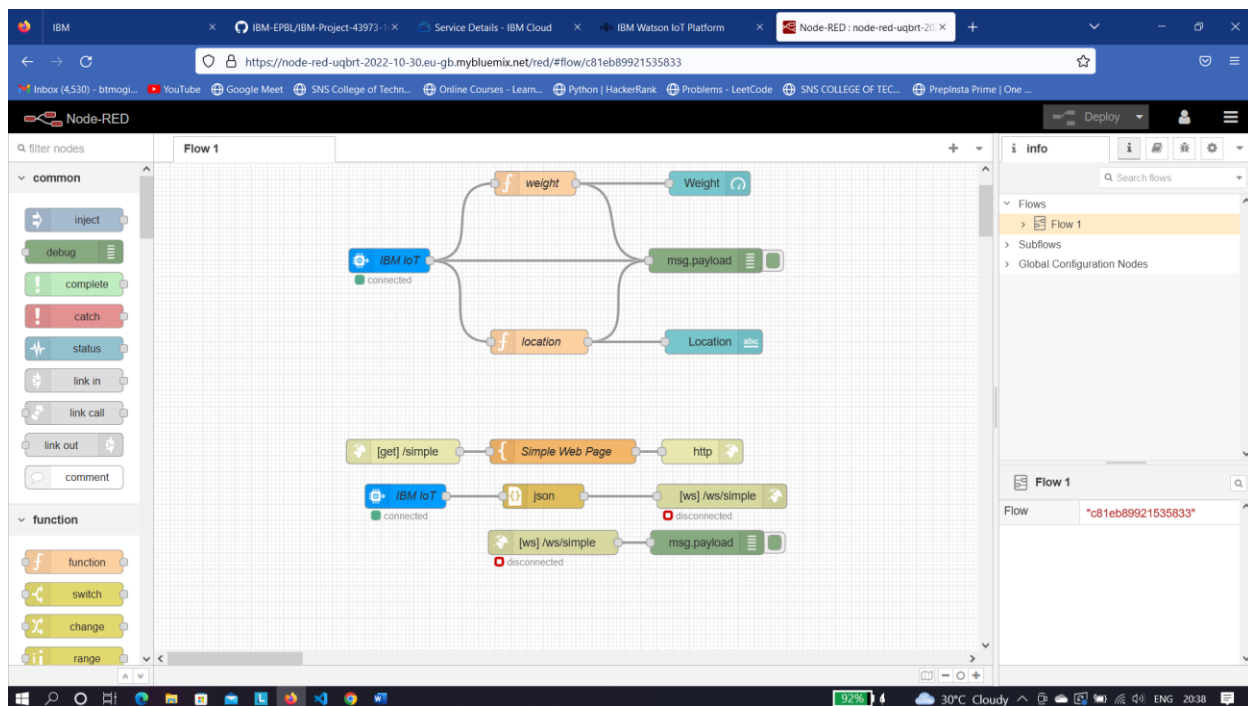 IBM
IBM-EPBL/IBM-Project-43973-1
Service Details - IBM Cloud
IBM Watson IoT Platform
Node-RED : node-red-uqbrt-20
https://node-red-uqbrt-2022-10-30.eu-gb.mybluemix.net/red/#flow/c81eb89921535833
Inbox (4,530) - btmogi... YouTube Google Meet SNS College of Techn... Online Courses - Learn... Python | HackerRank Problems - LeetCode SNS COLLEGE OF TEC... PrepInsta Prime | One ...
Node-RED
Deploy
filter nodes
Flow 1
i info
i
Search flows
common
inject
debug
complete
catch
status
link in
link call
link out
comment
function
function
switch
change
range
weight
Weight
IBM IoT
connected
msg.payload
location
Location abc
[get] /simple
Simple Web Page
http
IBM IoT
connected
json
[ws] /ws/simple
disconnected
[ws] /ws/simple
disconnected
msg.payload
Flows
Flow 1
Subflows
Global Configuration Nodes
Flow 1
Flow "c81eb89921535833"
92% 30°C Cloudy ENG 20:38